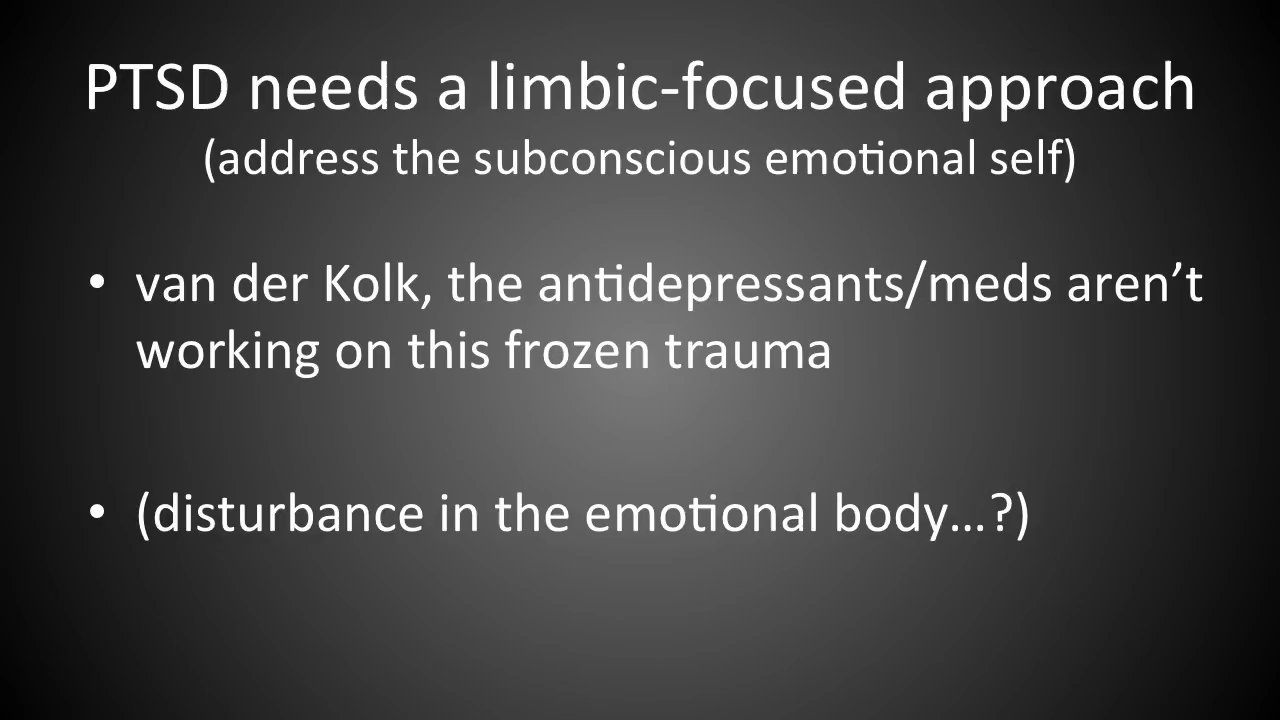 PTSD needs a limbic-focused approach
(address the subconscious emotional self)
• van der Kolk, the antidepressants/meds aren’t
working on this frozen trauma
• (disturbance in the emotional body…?)